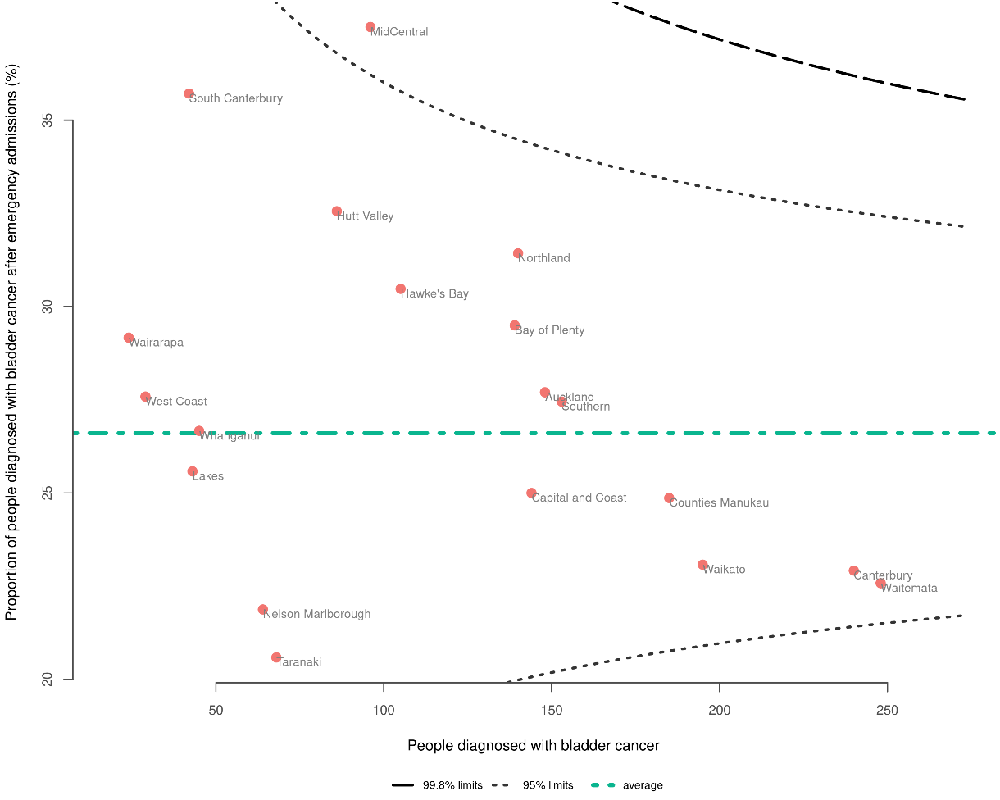 Proportion of people diagnosed with bladder cancer after emergency admissions (%)
MidCentral
South Canterbury
35
Hutt Valley
Northland
Hawke's Bay
30
Bay of Plenty
Wairarapa
Auckland
West Coast
Southern
Whanganui
Lakes
25
Capital and Coast
Counties Manukau
Waikato
Canterbury
Waitematā
Nelson Marlborough
Taranaki
20
50 100 150 200 250
People diagnosed with bladder cancer
99.8% limits 95% limits average